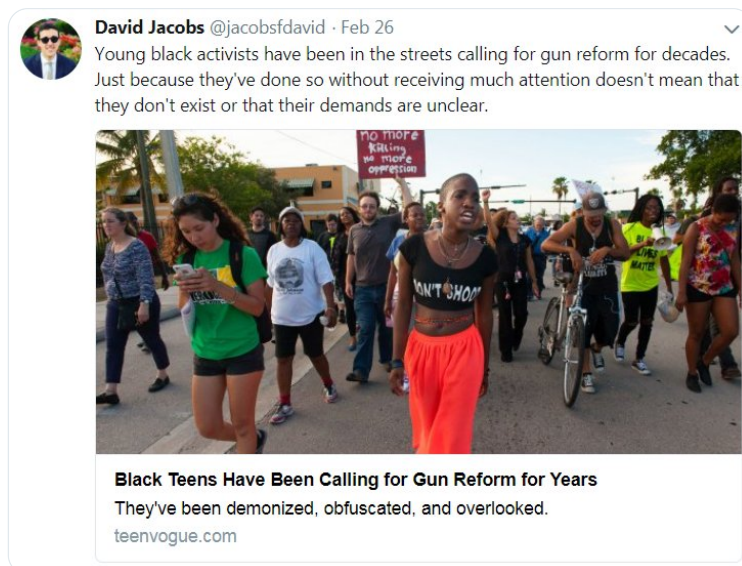 David Jacobs @jacobsfdavid · Feb 26
Young black activists have been in the streets calling for gun reform for decades.
Just because they've done so without receiving much attention doesn't mean that
they don't exist or that their demands are unclear.
no more
killing
no more
oppression
ON'T SHOO
LIVES
MATTER
Black Teens Have Been Calling for Gun Reform for Years
They've been demonized, obfuscated, and overlooked.
teenvogue.com